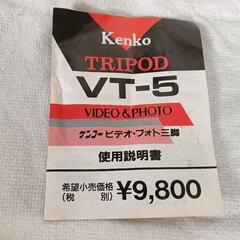 Kenko
TRIPOD
VT-5
VIDEO & PHOTO
ケンコー ビデオ・フォト三脚
使用説明書
希望小売価格
(税 別) ¥9,800